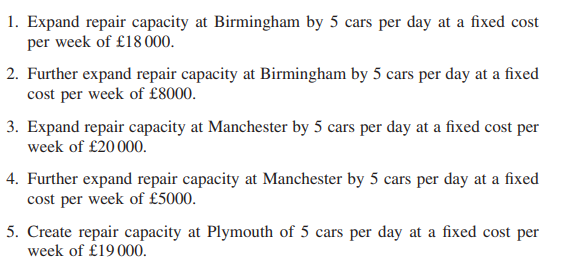 1. Expand repair capacity at Birmingham by 5 cars per day at a fixed cost
per week of £18 000.
2. Further expand repair capacity at Birmingham by 5 cars per day at a fixed
cost per week of £8000.
3. Expand repair capacity at Manchester by 5 cars per day at a fixed cost per
week of £20 000.
4. Further expand repair capacity at Manchester by 5 cars per day at a fixed
cost per week of £5000.
5. Create repair capacity at Plymouth of 5 cars per day at a fixed cost per
week of £19 000.